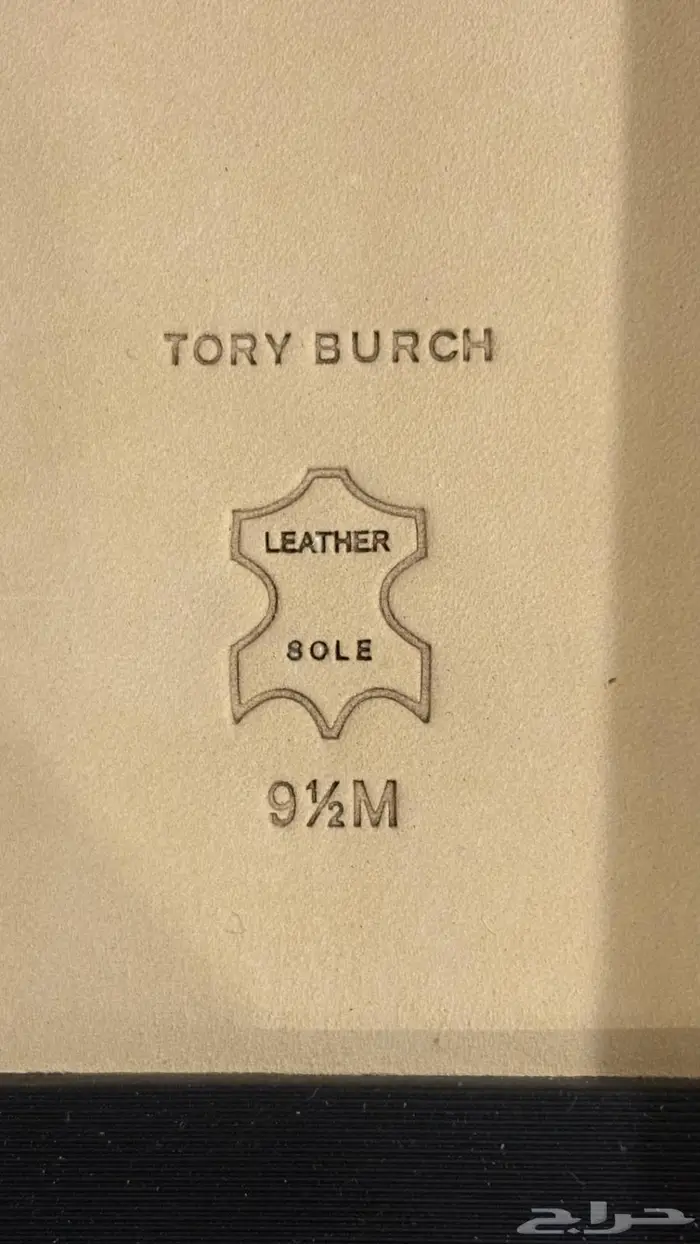 TORY BURCH
LEATHER
SOLE
9½M
حراج